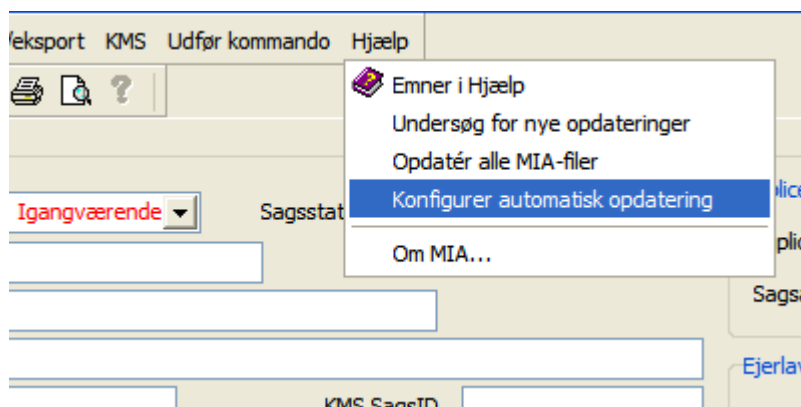 /eksport KMS Udfør kommando Hjælp
Emner i Hjælp
Undersøg for nye opdateringer
Opdatér alle MIA-filer
Konfigurer automatisk opdatering
Om MIA...
Igangværende
Sagsstat
plic
Sagsa
Ejerlav
KMS SagsID